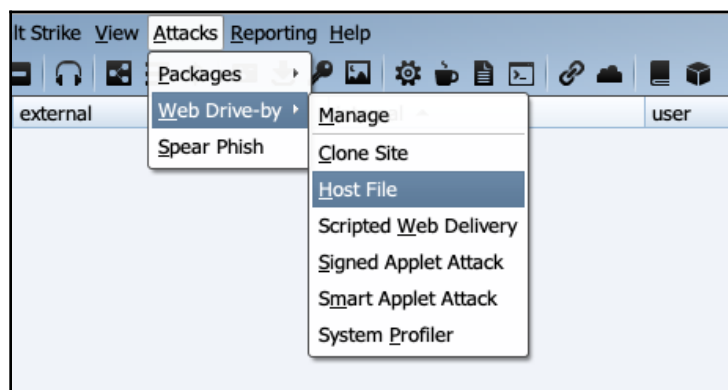 lt Strike View Attacks Reporting Help
Packages
external
Web Drive-by
user
Manage
Spear Phish
Clone Site
Host File
Scripted Web Delivery
Signed Applet Attack
Smart Applet Attack
System Profiler